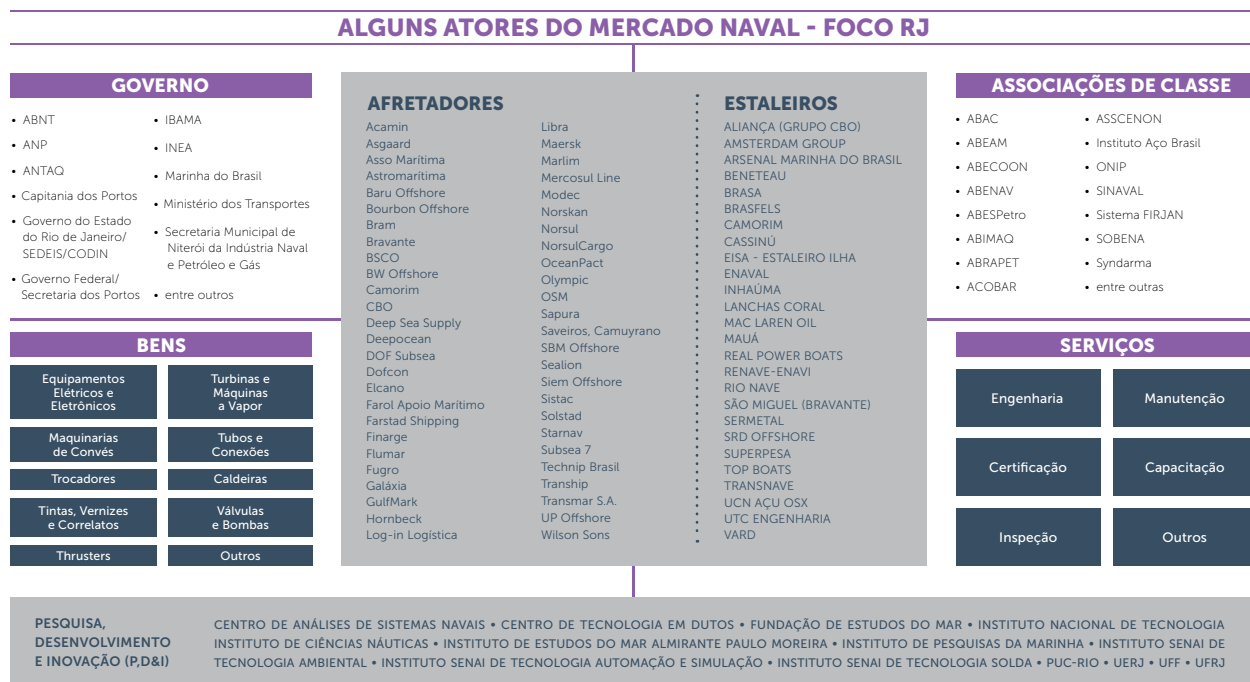 ALGUNS ATORES DO MERCADO NAVAL - FOCO RJ
GOVERNO
• ABNT
• ANP
• ANTAQ
• Capitania dos Portos
• Governo do Estado
do Rio de Janeiro/
SEDEIS/CODIN
• Governo Federal/
Secretaria dos Portos
• IBAMA
• INEA
• Marinha do Brasil
• Ministério dos Transportes
• Secretaria Municipal de
Niterói da Indústria Naval
e Petróleo e Gás
• entre outros
AFRETADORES
Acamin
Asgaard
Asso Marítima
Astromarítima
Baru Offshore
Bourbon Offshore
Bram
Bravante
BSCO
BW Offshore
Camorim
CBO
Deep Sea Supply
Deepocean
DOF Subsea
Dofcon
Elcano
Farol Apoio Marítimo
Farstad Shipping
Finarge
Flumar
Fugro
Galáxia
GulfMark
Hornbeck
Log-in Logística
Libra
Maersk
Marlim
Mercosul Line
Modec
Norskan
Norsul
NorsulCargo
OceanPact
Olympic
OSM
Sapura
Saveiros, Camuyrano
SBM Offshore
Sealion
Siem Offshore
Sistac
Solstad
Starnav
Subsea 7
Technip Brasil
Tranship
Transmar S.A.
UP Offshore
Wilson Sons
ESTALEIROS
ALIANÇA (GRUPO CBO)
AMSTERDAM GROUP
ARSENAL MARINHA DO BRASIL
BENETEAU
BRASA
BRASFELS
CAMORIM
CASSINÚ
EISA - ESTALEIRO ILHA
ENAVAL
INHAÚMA
LANCHAS CORAL
MAC LAREN OIL
MAUÁ
REAL POWER BOATS
RENAVE-ENAVI
RIO NAVE
SÃO MIGUEL (BRAVANTE)
SERMETAL
SRD OFFSHORE
SUPERPESA
TOP BOATS
TRANSNAVE
UCN AÇU OSX
UTC ENGENHARIA
VARD
ASSOCIAÇÕES DE CLASSE
• ABAC
• ABEAM
• ABECOON
• ABENAV
• ABESPetro
• ABIMAQ
• ABRAPET
• ACOBAR
• ASSCENON
• Instituto Aço Brasil
• ONIP
• SINAVAL
• Sistema FIRJAN
• SOBENA
• Syndarma
• entre outras
BENS
Equipamentos
Elétricos e
Eletrônicos
Turbinas e
Máquinas
a Vapor
Maquinarias
de Convés
Tubos e
Conexões
Trocadores
Caldeiras
Tintas, Vernizes
e Correlatos
Válvulas
e Bombas
Thrusters
Outros
SERVIÇOS
Engenharia
Manutenção
Certificação
Capacitação
Inspeção
Outros
PESQUISA,
DESENVOLVIMENTO
E INOVAÇÃO (P,D&I)
CENTRO DE ANÁLISES DE SISTEMAS NAVAIS • CENTRO DE TECNOLOGIA EM DUTOS • FUNDAÇÃO DE ESTUDOS DO MAR • INSTITUTO NACIONAL DE TECNOLOGIA
INSTITUTO DE CIÊNCIAS NÁUTICAS • INSTITUTO DE ESTUDOS DO MAR ALMIRANTE PAULO MOREIRA • INSTITUTO DE PESQUISAS DA MARINHA • INSTITUTO SENAI DE
TECNOLOGIA AMBIENTAL • INSTITUTO SENAI DE TECNOLOGIA AUTOMAÇÃO E SIMULAÇÃO • INSTITUTO SENAI DE TECNOLOGIA SOLDA • PUC-RIO • UERJ • UFF • UFRJ